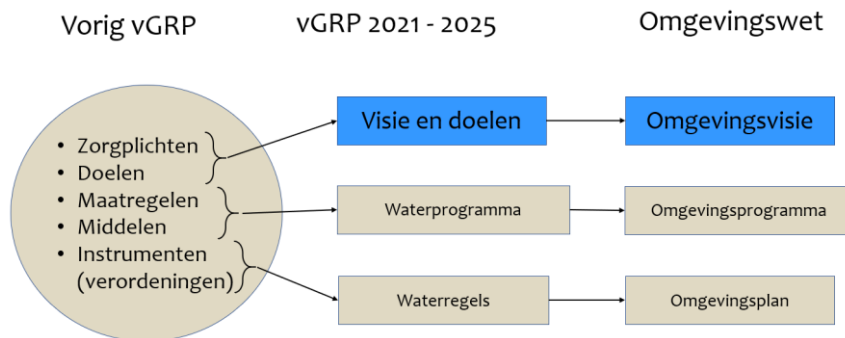 Vorig vGRP
vGRP 2021 - 2025
Omgevingswet
• Zorgplichten
• Doelen
• Maatregelen
• Middelen
• Instrumenten
(verordeningen)
Visie en doelen
Omgevingsvisie
Waterprogramma
Omgevingsprogramma
Waterregels
Omgevingsplan